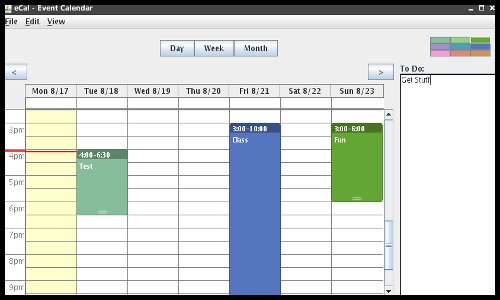 eCal - Event Calendar
File Edit View
Day Week Month
To Do:
< >
Get Stuff
Mon 8/17 Tue 8/18 Wed 8/19 Thu 8/20 Fri 8/21 Sat 8/22 Sun 8/23
3pm
3:00-10:00 3:00-6:00
Class Fun
4pm
4:00-6:30
Test
5pm
6pm
7pm
8pm
9pm